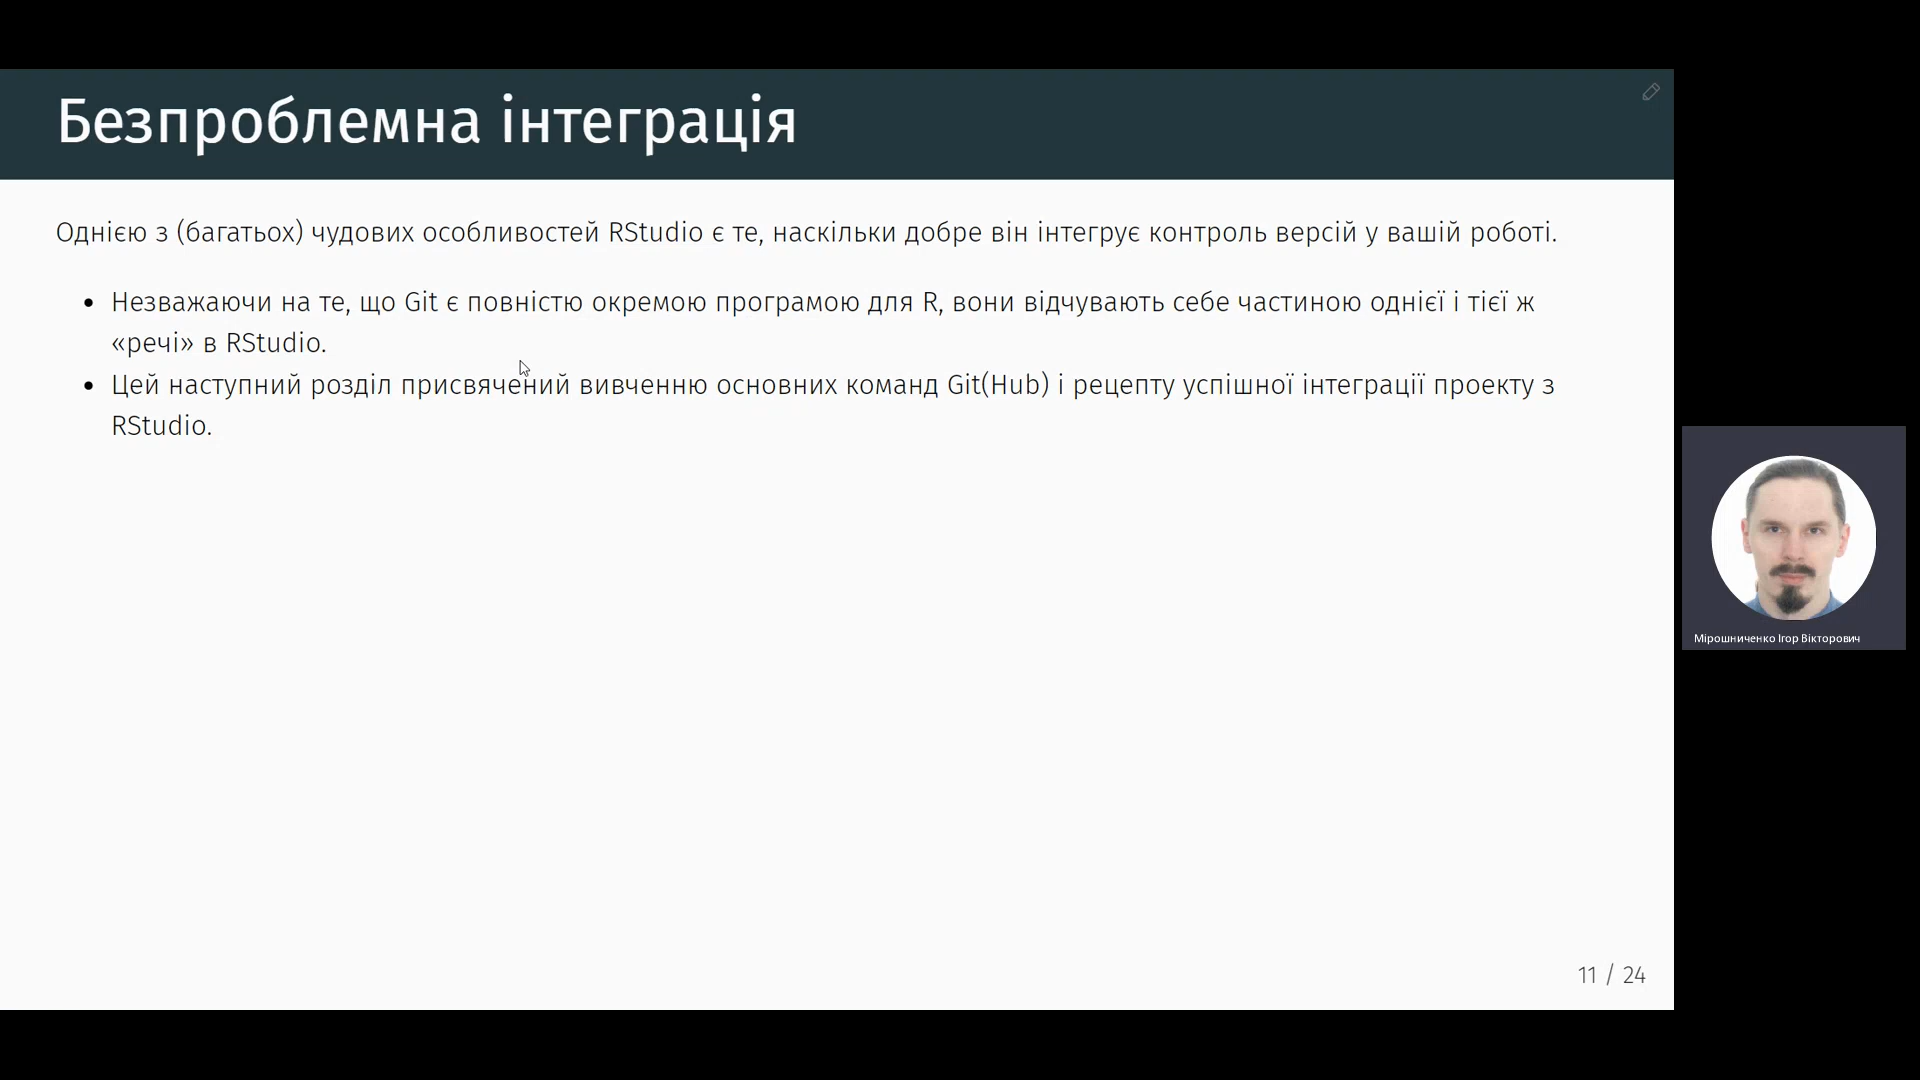 Безпроблемна інтеграція
Однією з (багатьох) чудових особливостей RStudio є те, наскільки добре він інтегрує контроль версій у вашій роботі.
• Незважаючи на те, що Git є повністю окремою програмою для R, вони відчувають себе частиною однієї і тієї ж
«речі» в RStudio.
• Цей наступний розділ присвячений вивченню основних команд Git(Hub) і рецепту успішної інтеграції проекту з
RStudio.
Мірошниченко Ігор Вікторович
11 / 24